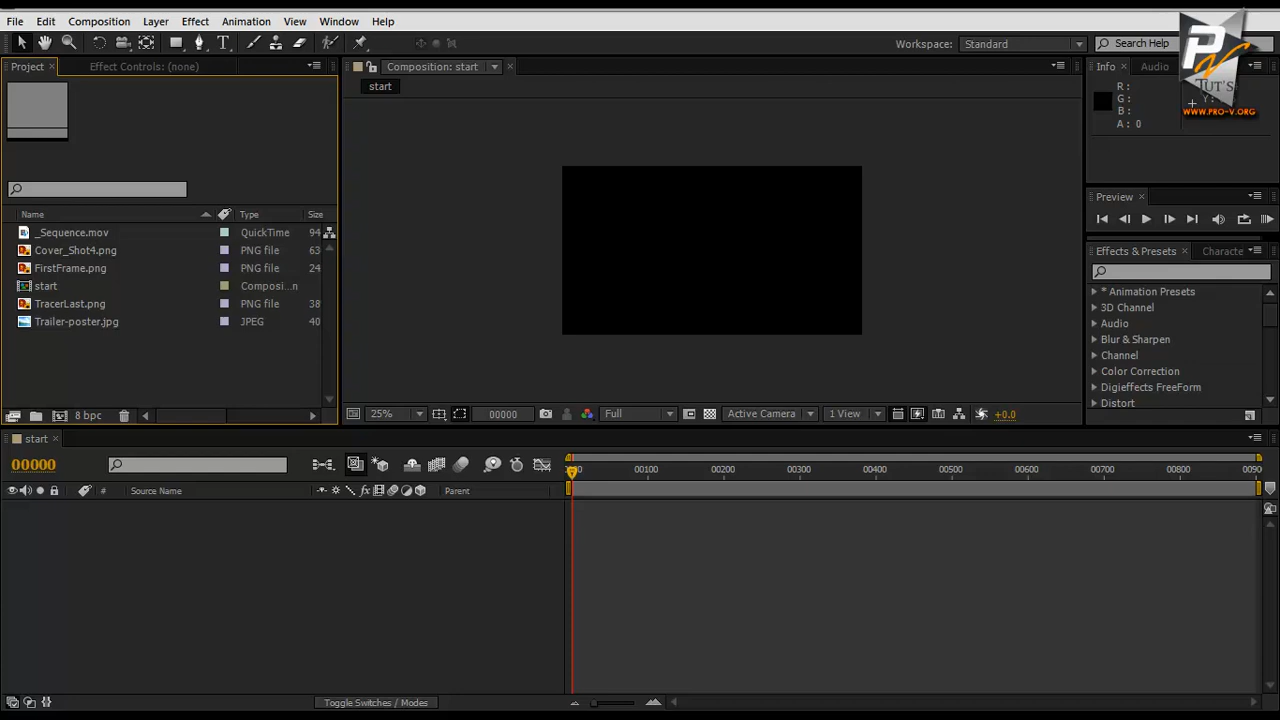 File Edit Composition Layer Effect Animation View Window Help
Workspace: Standard
Search Help
PV
TUT'S
WWW.PRO-V.ORG
Project × Effect Controls: (none)
Composition: start ×
start
Info × Audio
R :
G :
B :
A : 0
Y:
Preview ×
Effects & Presets × Characte
* Animation Presets
3D Channel
Audio
Blur & Sharpen
Channel
Color Correction
Digieffects FreeForm
Distort
Name Type Size
_Sequence.mov QuickTime 94
Cover_Shot4.png PNG file 63
FirstFrame.png PNG file 24
start Composi...n
TracerLast.png PNG file 38
Trailer-poster.jpg JPEG 40
8 bpc
25% 00000 Full Active Camera 1 View +0.0
start ×
00000
:00 00100 00200 00300 00400 00500 00600 00700 00800 0090
# Source Name fx Parent
Toggle Switches / Modes